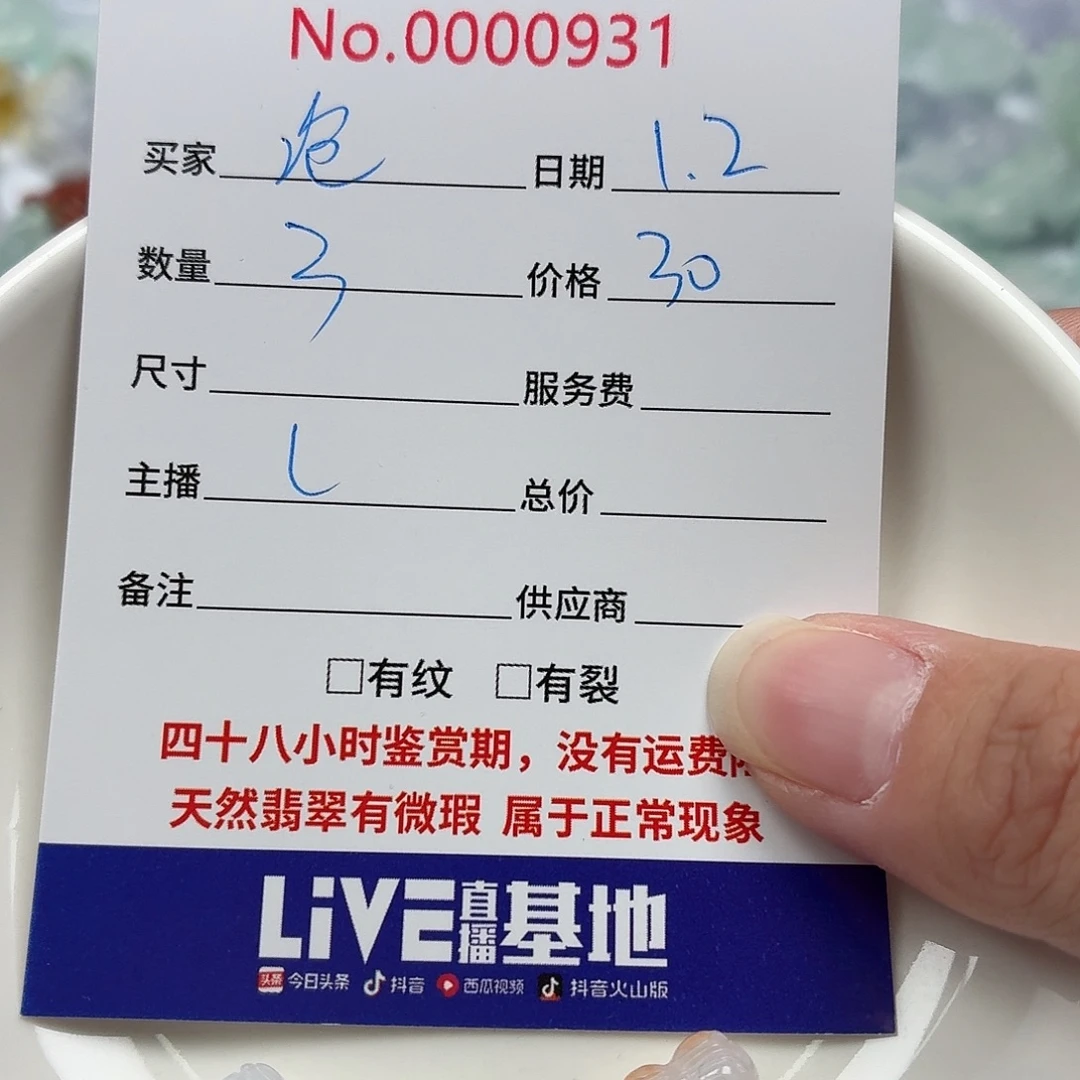 No.0000931
买家 泡 日期 1.2
数量 3 价格 30
尺寸 服务费
主播 L 总价
备注 供应商
□有纹 □有裂
四十八小时鉴赏期，没有运费
天然翡翠有微瑕 属于正常现象
LiVE直播基地
头条 今日头条 抖音 西瓜视频 抖音火山版